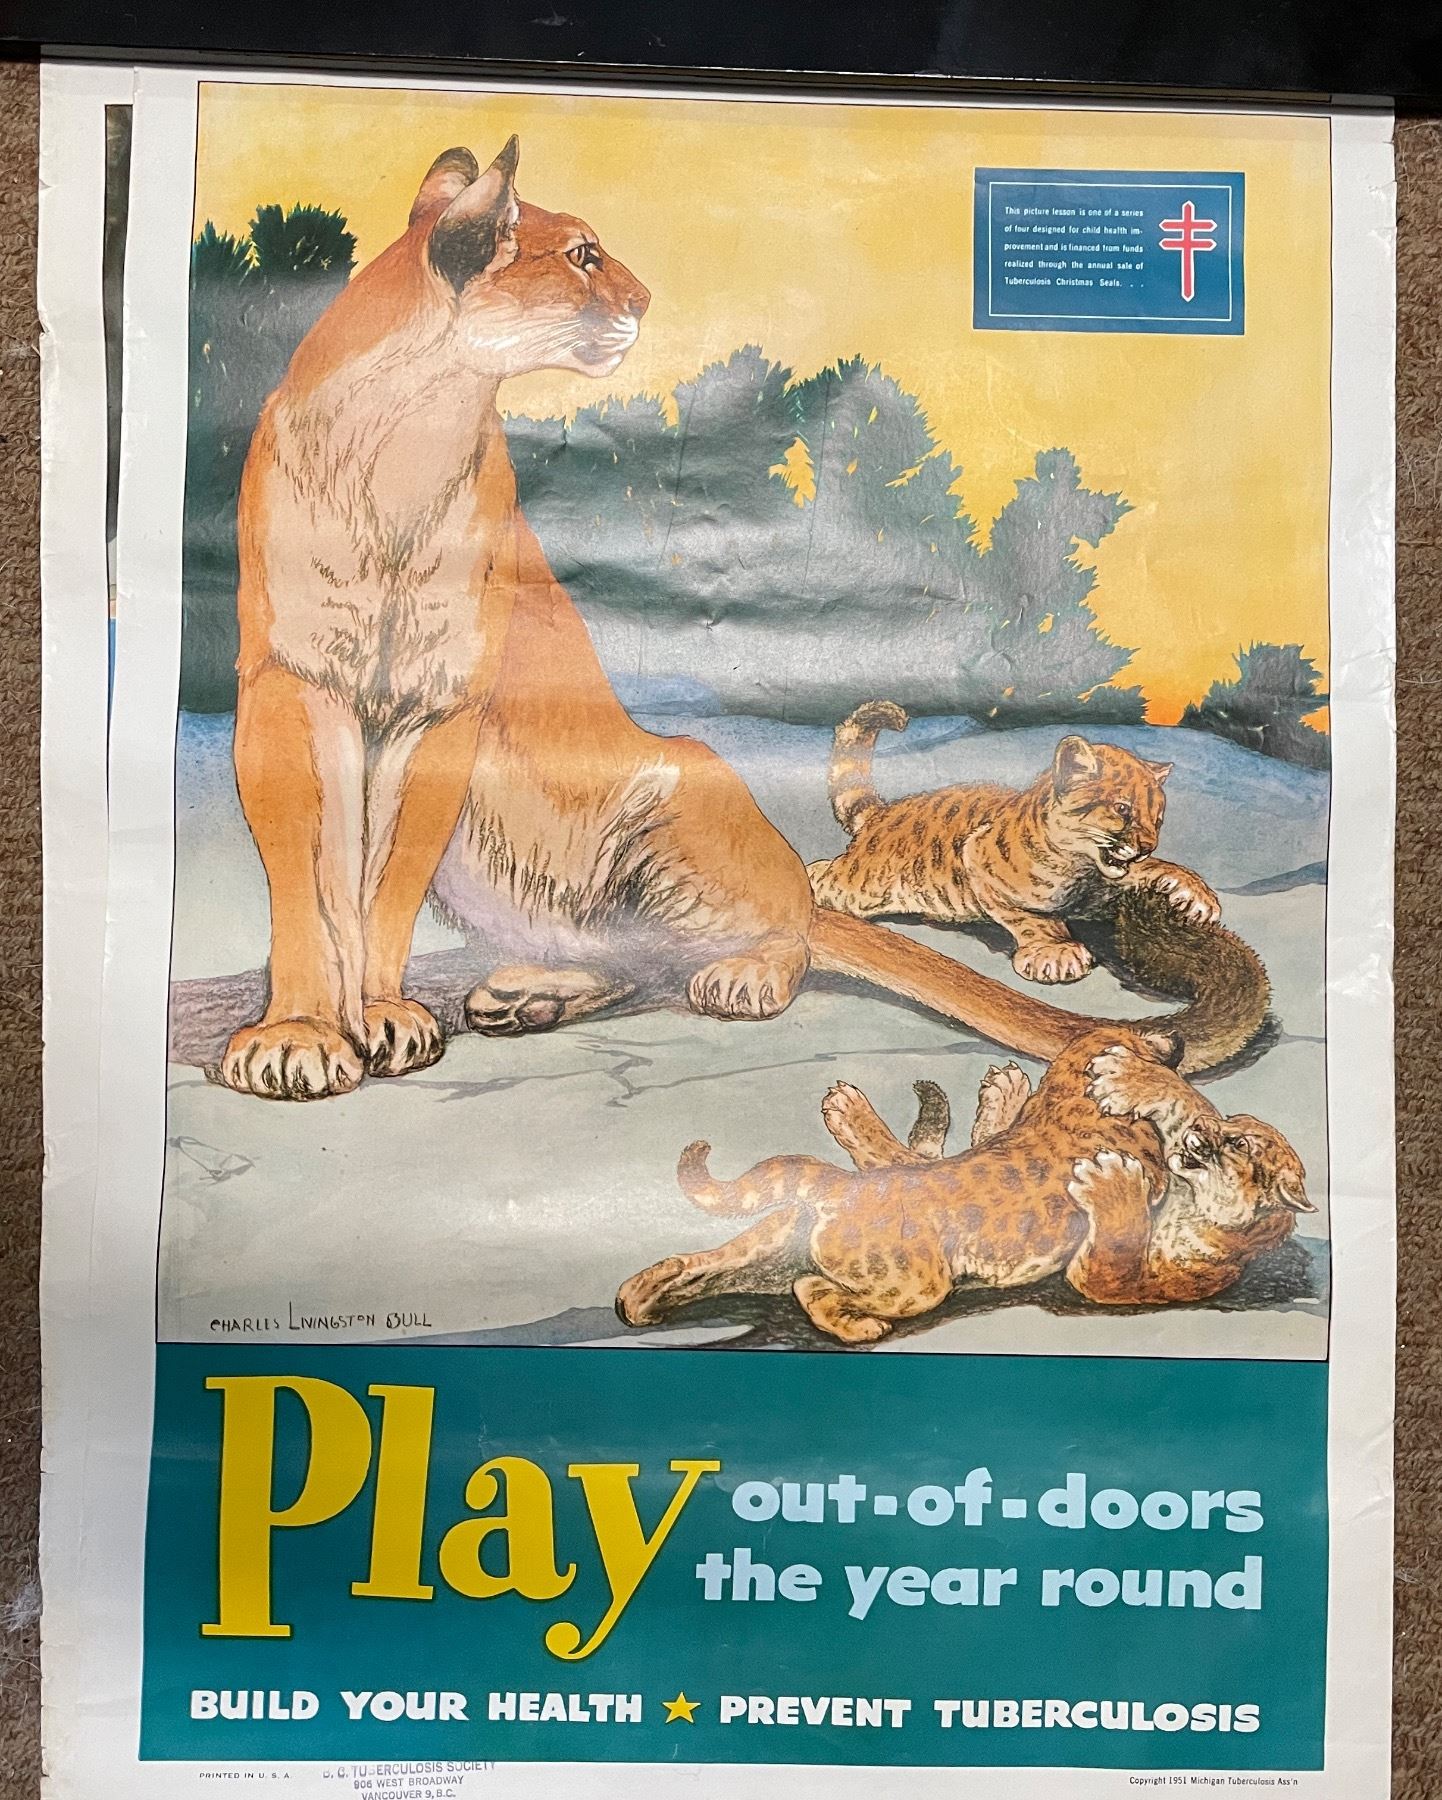 This picture lesson is one of a series
of four designed for child health im-
provement and is financed from funds
realized through the annual sale of
Tuberculosis Christmas Seals. . .
CHARLES LIVINGSTON BULL
Play
out-of-doors
the year round
BUILD YOUR HEALTH ★ PREVENT TUBERCULOSIS
PRINTED IN U. S. A.
B. C. TUBERCULOSIS SOCIETY
906 WEST BROADWAY
VANCOUVER 9, B.C.
Copyright 1951 Michigan Tuberculosis Ass'n